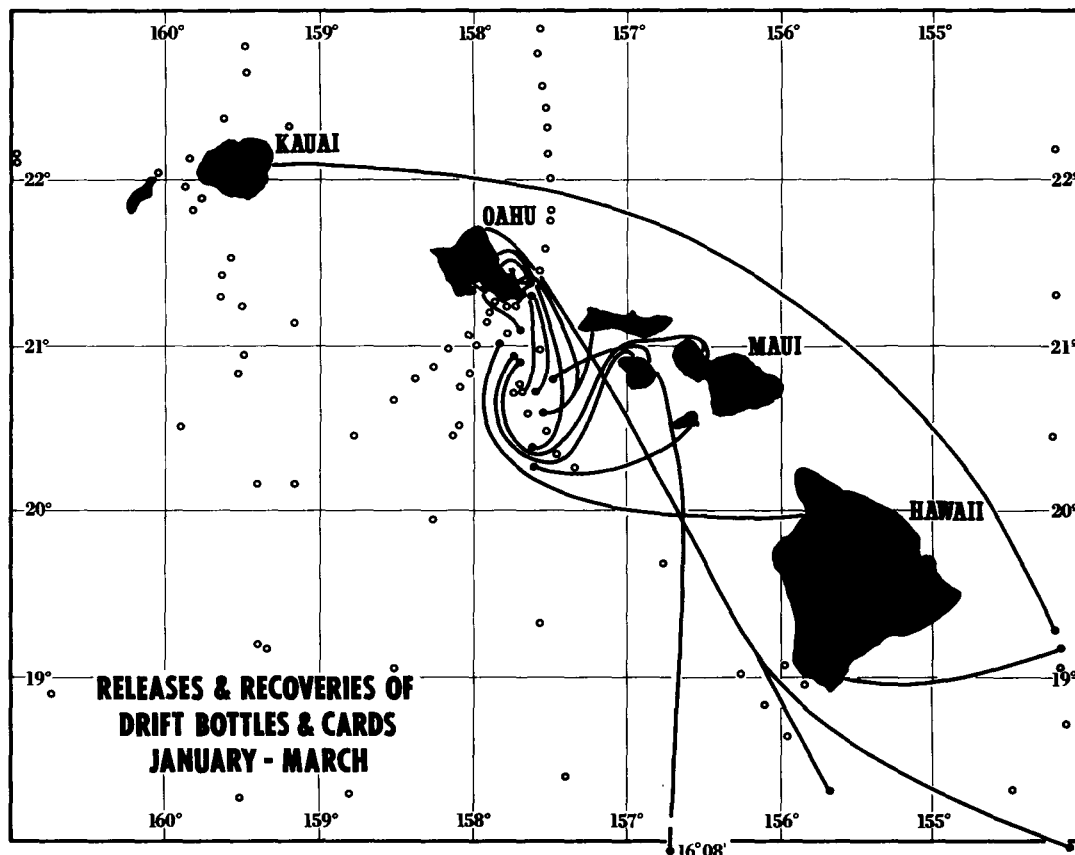 160° 159° 158° 157° 156° 155°
KAUAI
22° 22°
OAHU
21° MAUI 21°
20° HAWAII 20°
19° 19°
RELEASES & RECOVERIES OF
DRIFT BOTTLES & CARDS
JANUARY - MARCH
160° 159° 158° 157° 156° 155°
16°08'